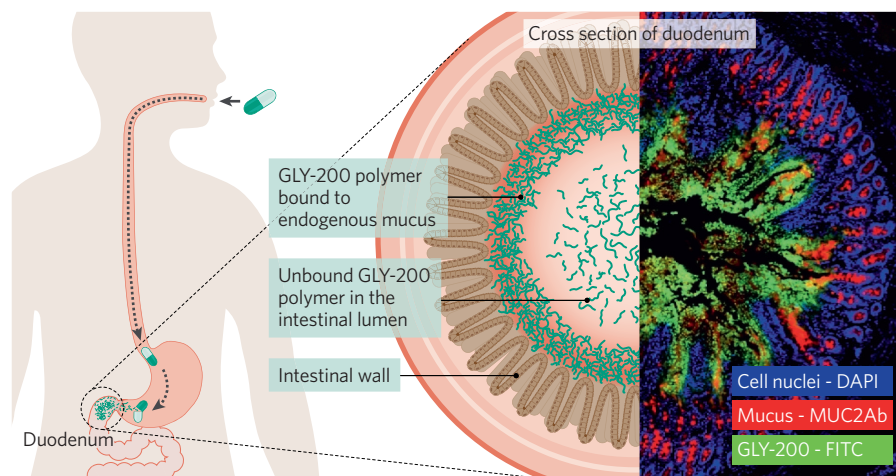 Cross section of duodenum
GLY-200 polymer
bound to
endogenous mucus
Unbound GLY-200
polymer in the
intestinal lumen
Intestinal wall
Duodenum
Cell nuclei - DAPI
Mucus - MUC2Ab
GLY-200 - FITC